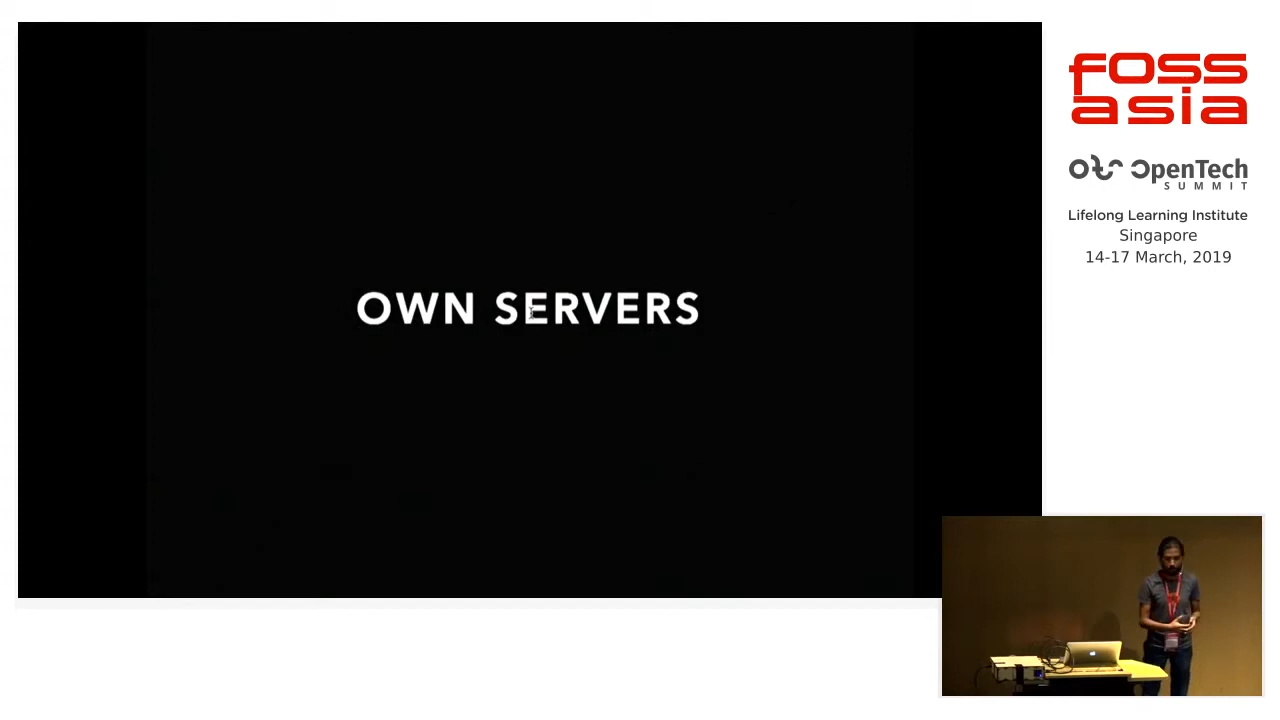 OWN SERVERS
foss
asia
OpenTech
SUMMIT
Lifelong Learning Institute
Singapore
14-17 March, 2019